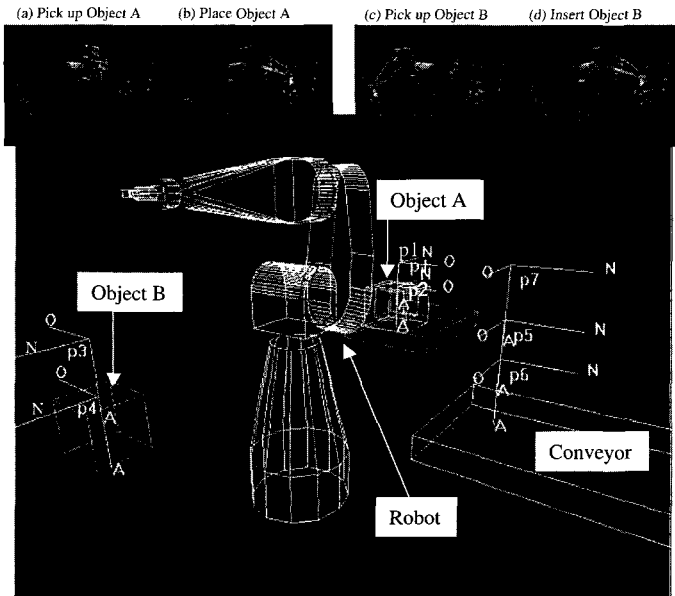 (a) Pick up Object A
(b) Place Object A
(c) Pick up Object B
(d) Insert Object B
Object A
p1 N
O
N
O
p2
A
A
Object B
O
N
p3
O
N
p4
A
A
O
p7
N
O
A
p5
N
O
p6
N
A
A
Conveyor
Robot